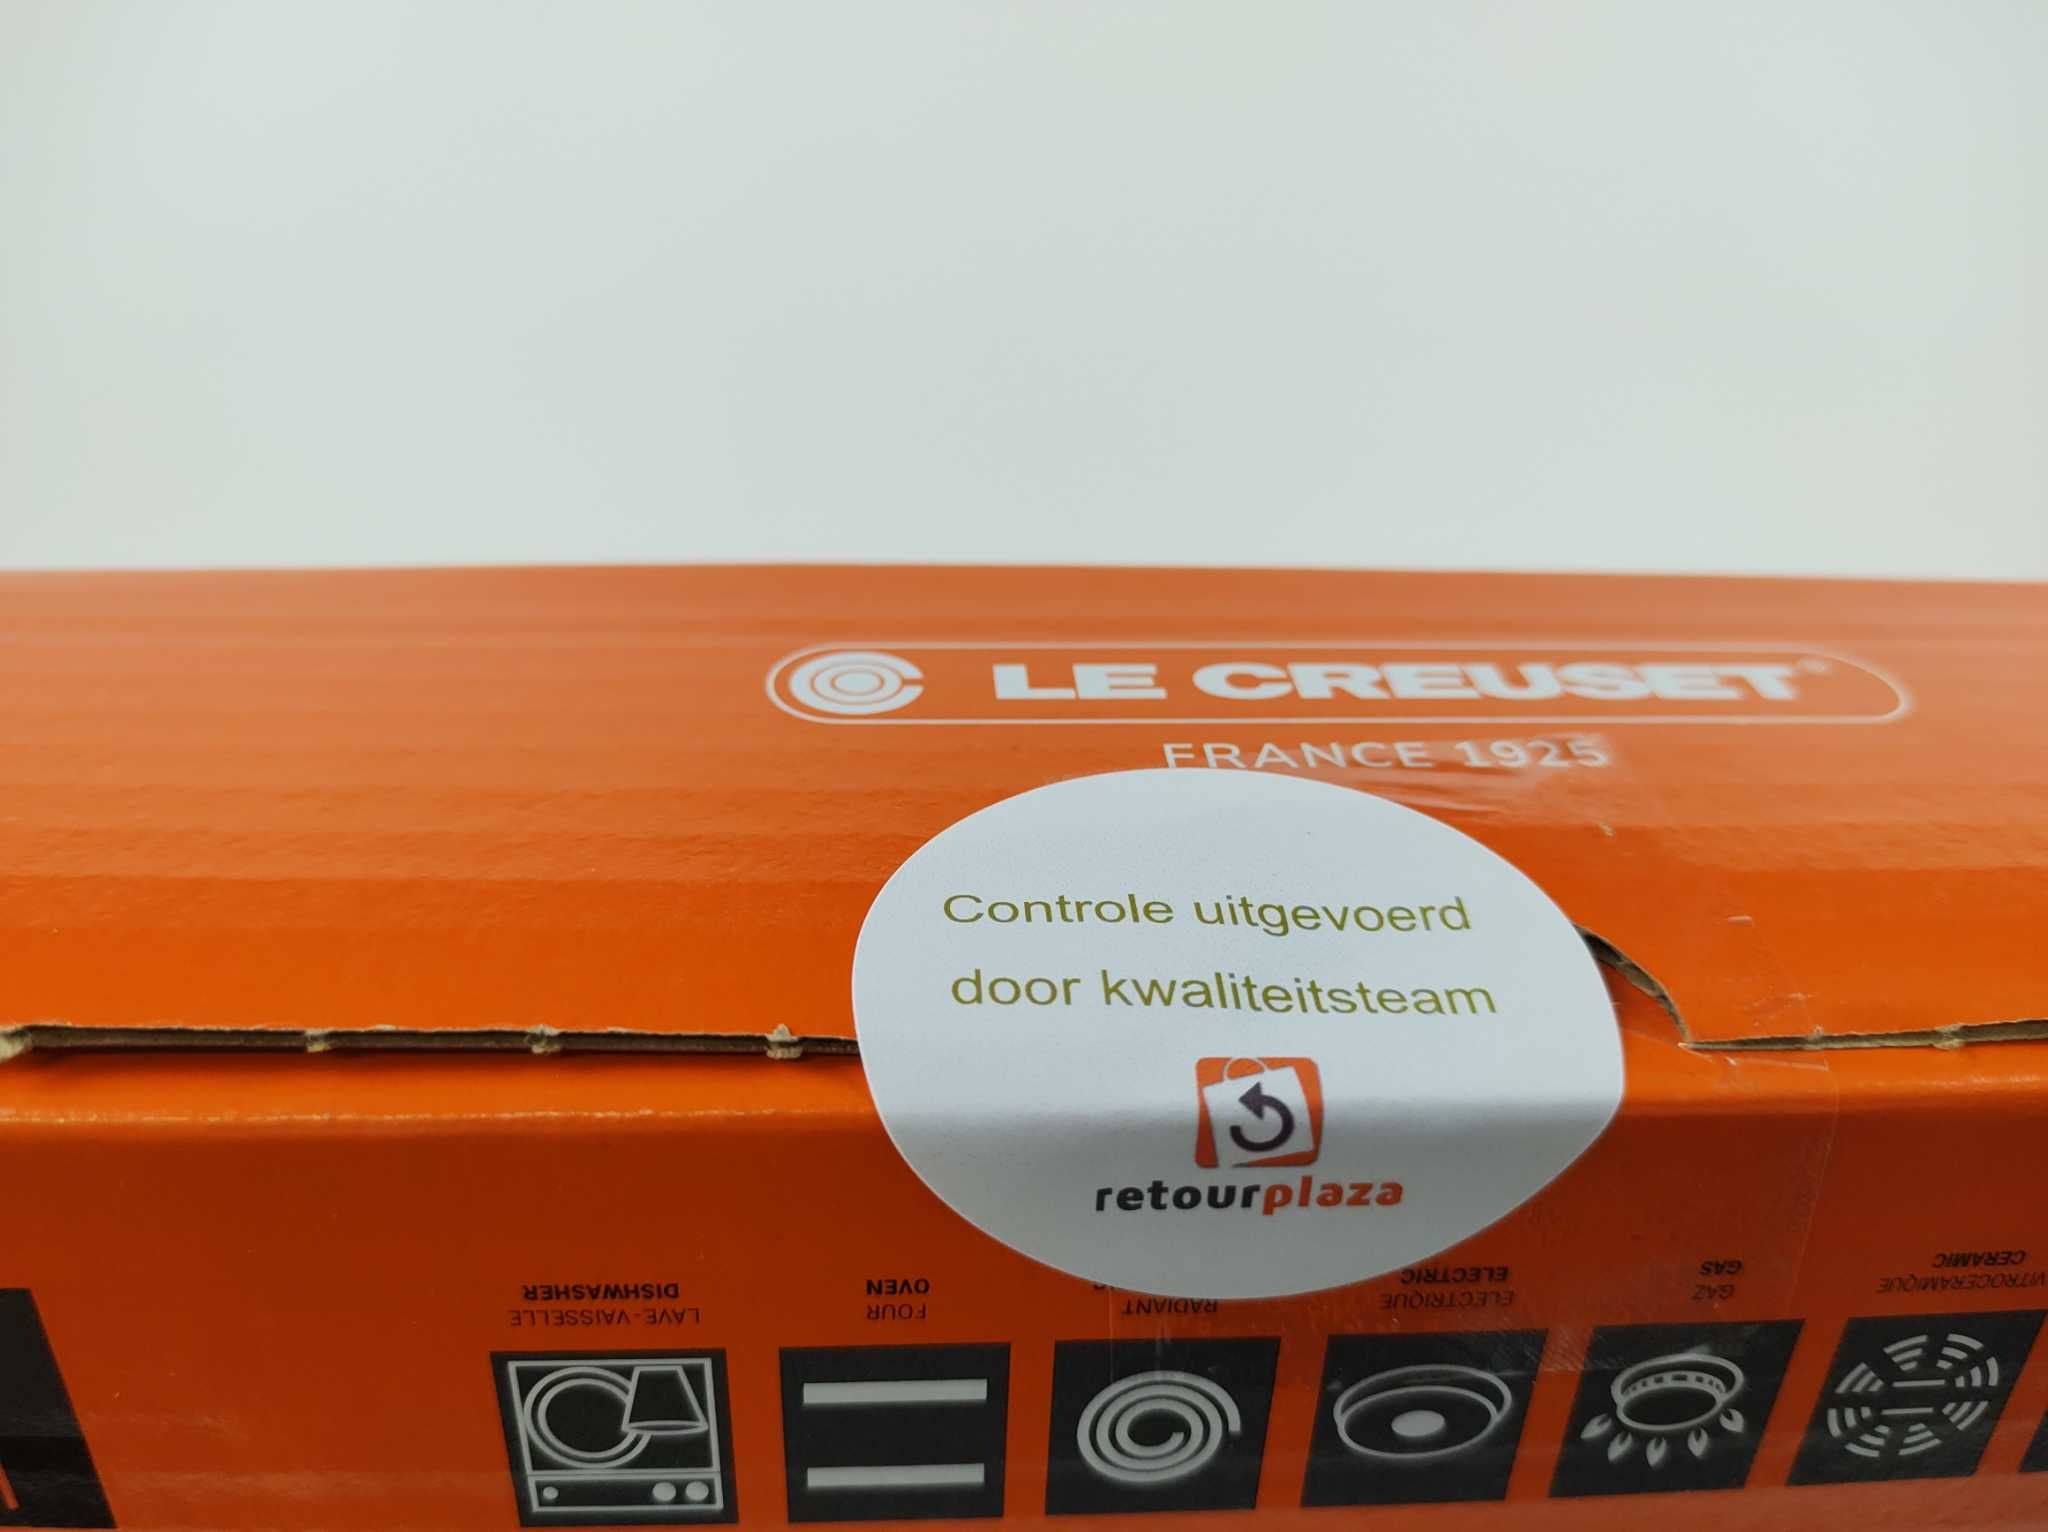 LE CREUSET®
FRANCE 1925
Controle uitgevoerd
door kwaliteitsteam
retourplaza
LAVE-VAISSELLE
DISHWASHER
FOUR
OVEN
RADIANT
ELECTRIQUE
ELECTRIC
GAZ
GAS
VITROCERAMIQUE
CERAMIC